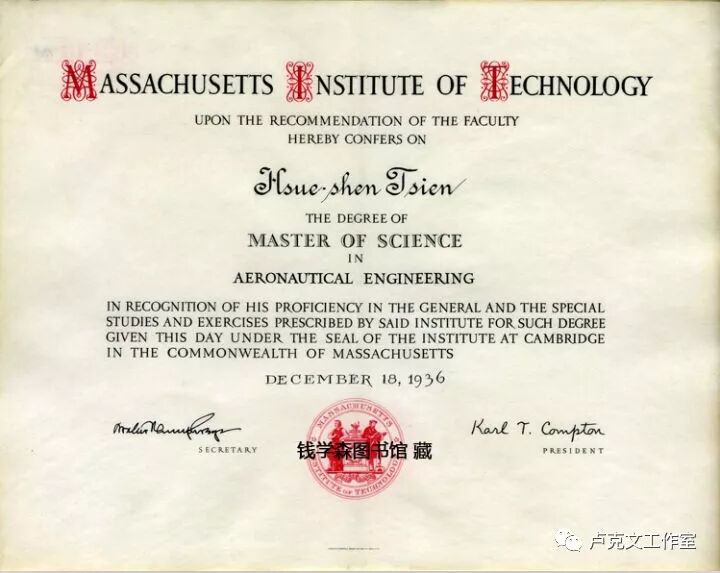 MASSACHUSETTS INSTITUTE OF TECHNOLOGY
UPON THE RECOMMENDATION OF THE FACULTY
HEREBY CONFERS ON
Hsue-shen Tsien
THE DEGREE OF
MASTER OF SCIENCE
IN
AERONAUTICAL ENGINEERING
IN RECOGNITION OF HIS PROFICIENCY IN THE GENERAL AND THE SPECIAL
STUDIES AND EXERCISES PRESCRIBED BY SAID INSTITUTE FOR SUCH DEGREE
GIVEN THIS DAY UNDER THE SEAL OF THE INSTITUTE AT CAMBRIDGE
IN THE COMMONWEALTH OF MASSACHUSETTS
DECEMBER 18, 1936
Karl T. Compton
SECRETARY
PRESIDENT
MASSACHUSETTS
INSTITUTE OF TECHNOLOGY
钱学森图书馆 藏
卢克文工作室